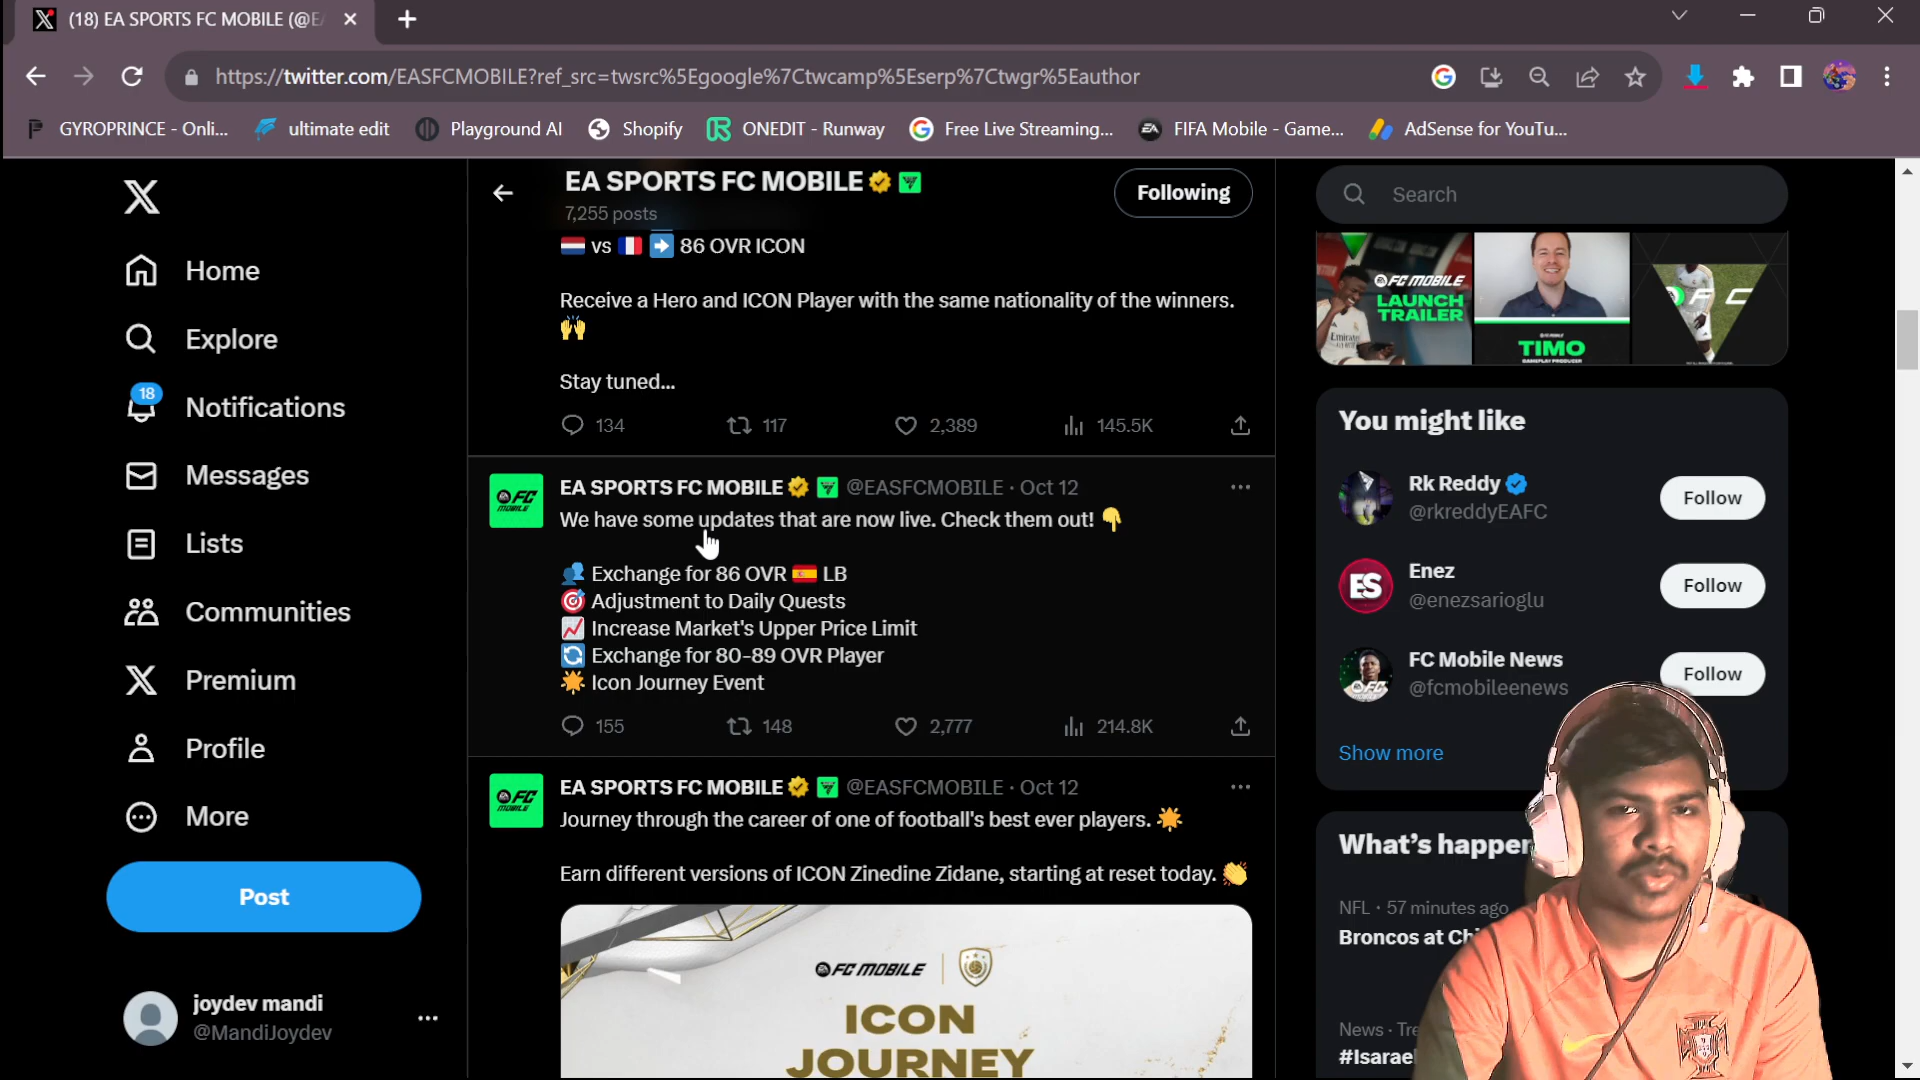 (18) EA SPORTS FC MOBILE (@E
https://twitter.com/EASFCMOBILE?ref_src=twsrc%5Egoogle%7Ctwcamp%5Eserp%7Ctwgr%5Eauthor
GYROPRINCE - Onli...
ultimate edit
Playground AI
Shopify
ONEDIT - Runway
Free Live Streaming...
FIFA Mobile - Game...
AdSense for YouTu...
EA SPORTS FC MOBILE
7,255 posts
Following
Search
Home
Explore
18
Notifications
Messages
Lists
Communities
Premium
Profile
More
Post
joydev mandi
@MandiJoydev
vs 86 OVR ICON
Receive a Hero and ICON Player with the same nationality of the winners.
Stay tuned...
134 117 2,389 145.5K
EA SPORTS FC MOBILE @EASFCMOBILE · Oct 12
We have some updates that are now live. Check them out!
Exchange for 86 OVR LB
Adjustment to Daily Quests
Increase Market's Upper Price Limit
Exchange for 80-89 OVR Player
Icon Journey Event
155 148 2,777 214.8K
EA SPORTS FC MOBILE @EASFCMOBILE · Oct 12
Journey through the career of one of football's best ever players.
Earn different versions of ICON Zinedine Zidane, starting at reset today.
FC MOBILE
ICON
JOURNEY
FC MOBILE
LAUNCH
TRAILER
TIMO
GAMEPLAY PRODUCER
FC
You might like
Rk Reddy
@rkreddyEAFC
Follow
ES
Enez
@enezsarioglu
Follow
FC Mobile News
@fcmobileenews
Follow
Show more
What's happen
NFL · 57 minutes ago
Broncos at Ch
News · Tre
#Israel